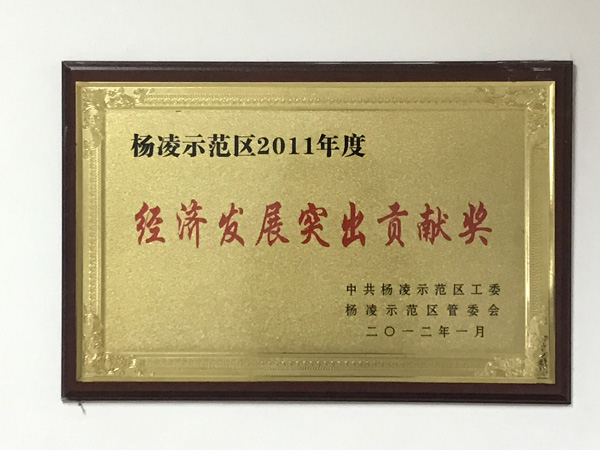 杨凌示范区2011年度
经济发展突出贡献奖
中共杨凌示范区工委
杨凌示范区管委会
二〇一二年一月